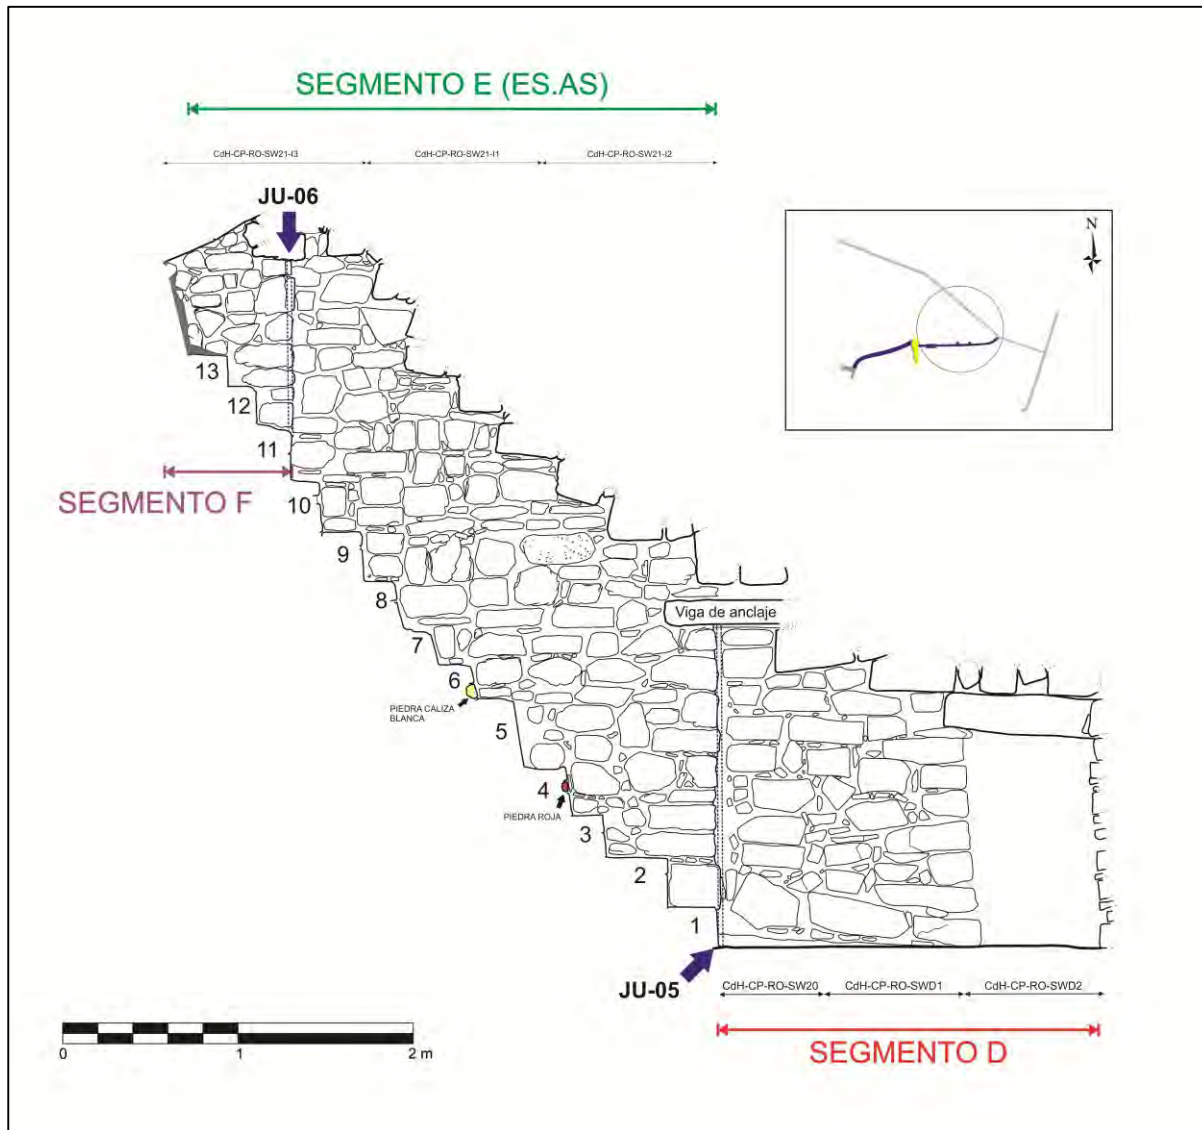 SEGMENTO E (ES.AS)
CdH-CP-RO-SW21-I3
CdH-CP-RO-SW21-I1
CdH-CP-RO-SW21-I2
JU-06
N
13
12
11
SEGMENTO F
10
9
8
Viga de anclaje
7
6
PIEDRA CALIZA
BLANCA
5
4
PIEDRA ROJA
3
2
1
JU-05
CdH-CP-RO-SW20
CdH-CP-RO-SWD1
CdH-CP-RO-SWD2
SEGMENTO D
0
1
2 m